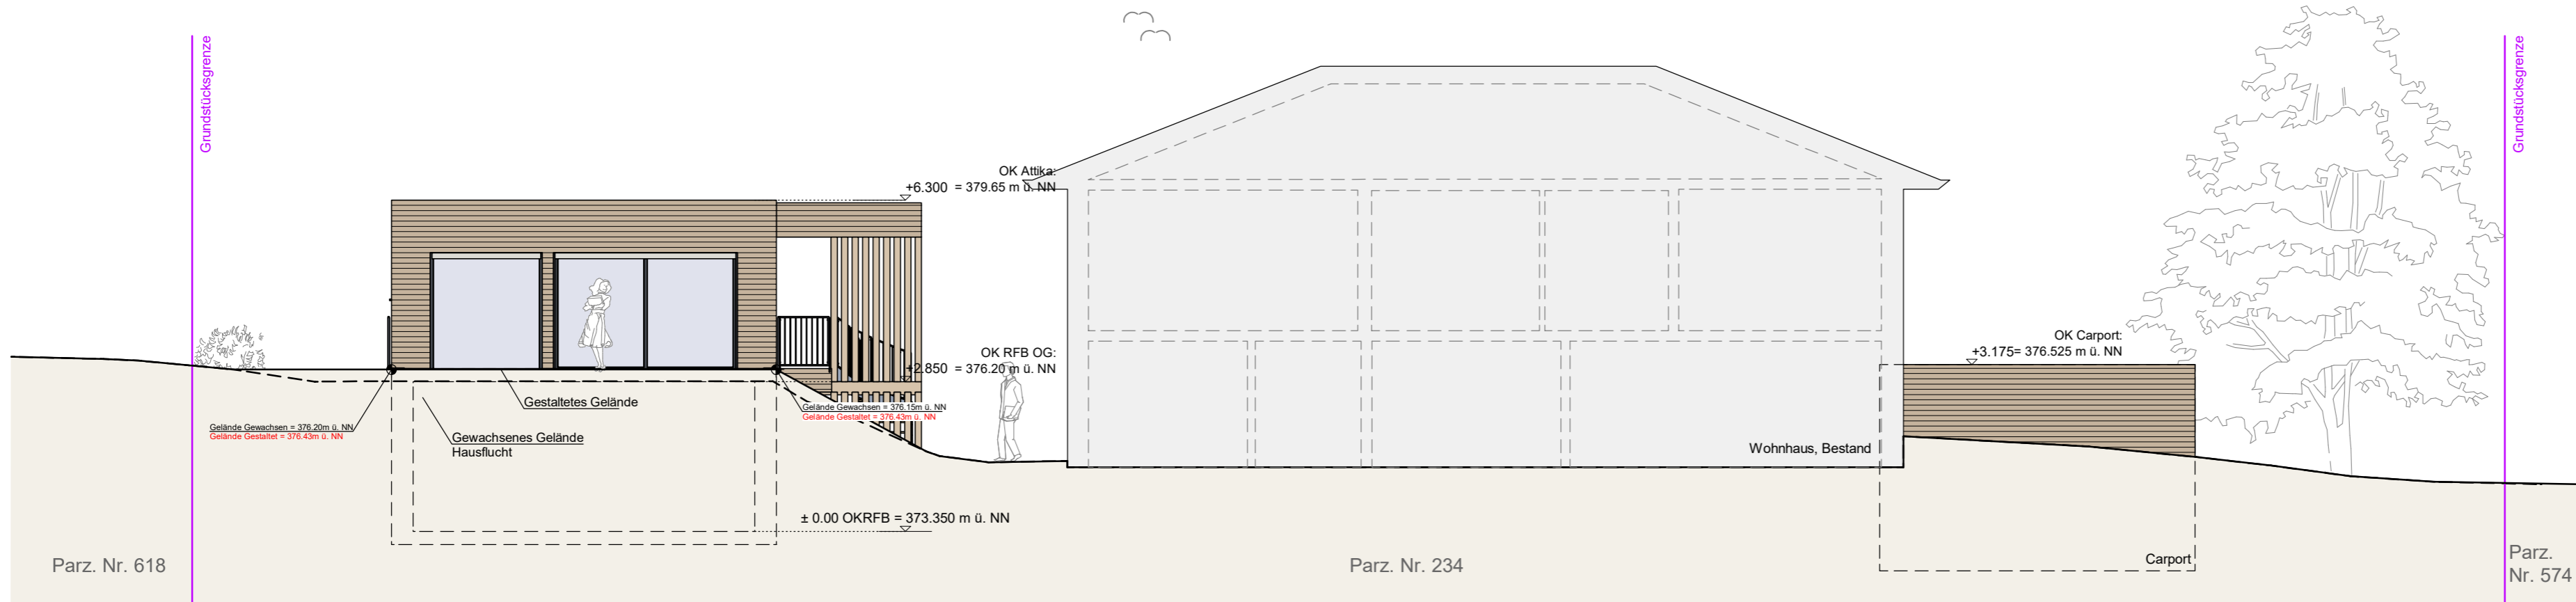 Grundstücksgrenze
Grundstücksgrenze
OK Attika:
+6.300 = 379.65 m ü. NN
OK RFB OG:
+2.850 = 376.20 m ü. NN
OK Carport:
+3.175= 376.525 m ü. NN
Gestaltetes Gelände
Gelände Gewachsen = 376.15m ü. NN
Gelände Gestaltet = 376.43m ü. NN
Gelände Gewachsen = 376.20m ü. NN
Gelände Gestaltet = 376.43m ü. NN
Gewachsenes Gelände
Hausflucht
Wohnhaus, Bestand
± 0.00 OKRFB = 373.350 m ü. NN
Parz. Nr. 618
Parz. Nr. 234
Carport
Parz.
Nr. 574